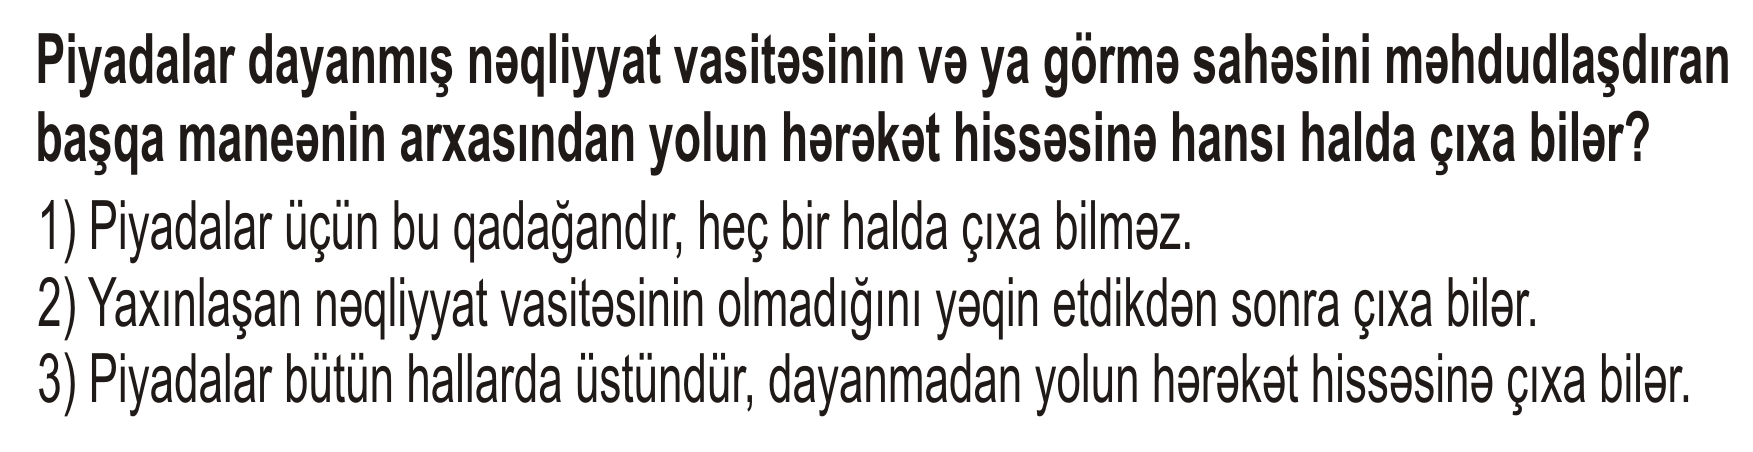 Piyadalar dayanmış nəqliyyat vasitəsinin və ya görmə sahəsini məhdudlaşdıran
başqa maneənin arxasından yolun hərəkət hissəsinə hansı halda çıxa bilər?
1) Piyadalar üçün bu qadağandır, heç bir halda çıxa bilməz.
2) Yaxınlaşan nəqliyyat vasitəsinin olmadığını yəqin etdikdən sonra çıxa bilər.
3) Piyadalar bütün hallarda üstündür, dayanmadan yolun hərəkət hissəsinə çıxa bilər.